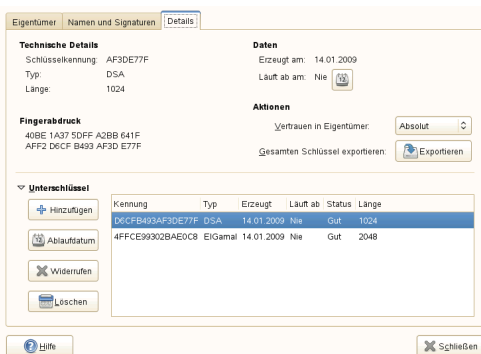 Eigentümer Namen und Signaturen Details
Technische Details
Schlüsselkennung: AF3DE77F
Typ: DSA
Länge: 1024
Daten
Erzeugt am: 14.01.2009
Läuft ab am: Nie
Fingerabdruck
40BE 1A37 5DFF A2BB 641F
AFF2 D6CF B493 AF3D E77F
Aktionen
Vertrauen in Eigentümer: Absolut
Gesamten Schlüssel exportieren: Exportieren
Unterschlüssel
Hinzufügen
Ablaufdatum
Widerrufen
Löschen
Kennung Typ Erzeugt Läuft ab Status Länge
D6CFB493AF3DE77F DSA 14.01.2009 Nie Gut 1024
4FFCE99302BAE0C8 ElGamal 14.01.2009 Nie Gut 2048
Hilfe Schließen